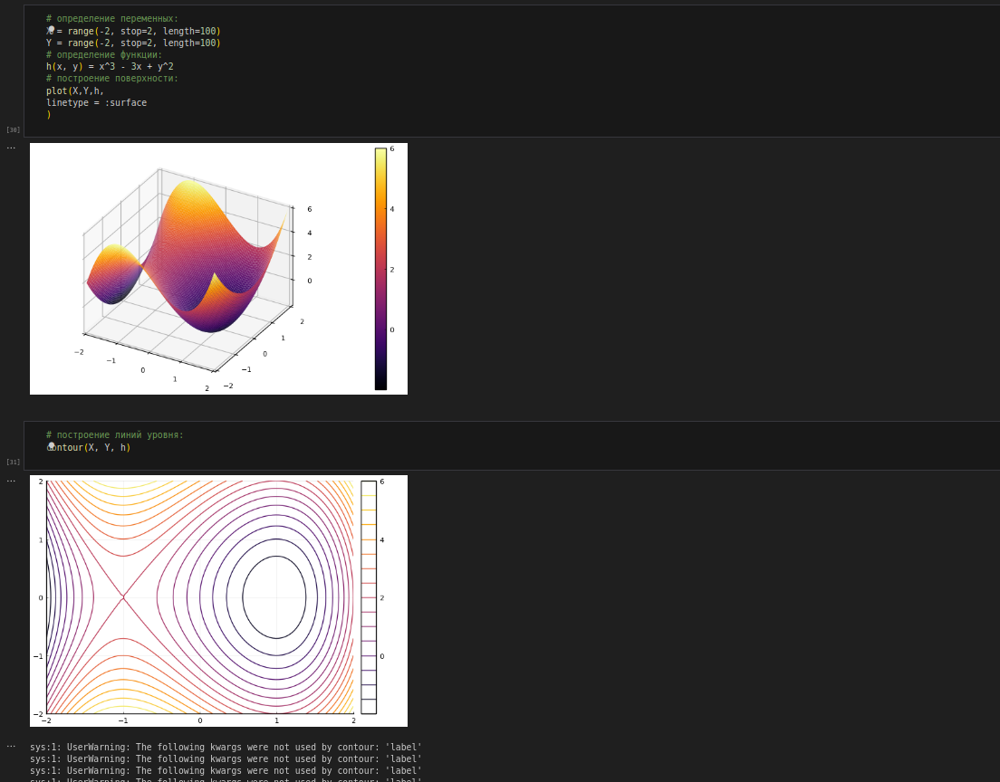 # определение переменных:
X = range(-2, stop=2, length=100)
Y = range(-2, stop=2, length=100)
# определение функции:
h(x, y) = x^3 - 3x + y^2
# построение поверхности:
plot(X,Y,h,
linetype = :surface
)
[30]
...
6
4
2
0
6
4
2
0
−2
−1
0
1
2
−2
−1
0
1
2
# построение линий уровня:
contour(X, Y, h)
[31]
...
2
1
0
−1
−2
−2
−1
0
1
2
6
4
2
0
...
sys:1: UserWarning: The following kwargs were not used by contour: 'label'
sys:1: UserWarning: The following kwargs were not used by contour: 'label'
sys:1: UserWarning: The following kwargs were not used by contour: 'label'
sys:1: UserWarning: The following kwargs were not used by contour: 'label'